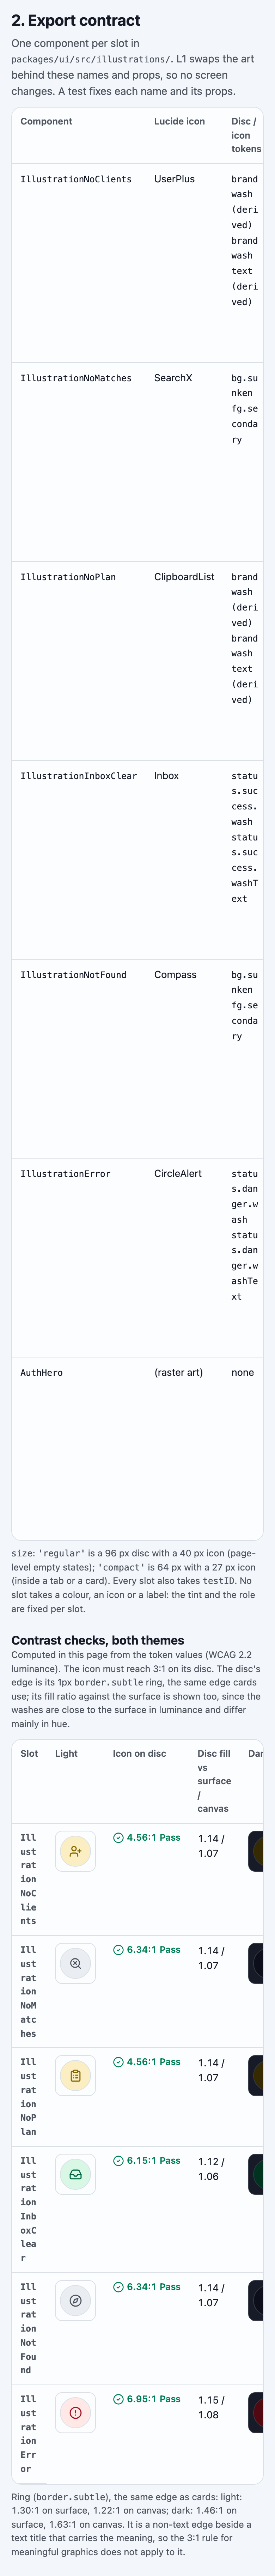 2. Export contract
One component per slot in
packages/ui/src/illustrations/. L1 swaps the art
behind these names and props, so no screen
changes. A test fixes each name and its props.
Component Lucide icon Disc /
icon
tokens
IllustrationNoClients UserPlus brand
wash
(deri
ved)
brand
wash
text
(deri
ved)
IllustrationNoMatches SearchX bg.su
nken
fg.se
conda
ry
IllustrationNoPlan ClipboardList brand
wash
(deri
ved)
brand
wash
text
(deri
ved)
IllustrationInboxClear Inbox statu
s.suc
cess.
wash
statu
s.suc
cess.
washT
ext
IllustrationNotFound Compass bg.su
nken
fg.se
conda
ry
IllustrationError CircleAlert statu
s.dan
ger.w
ash
statu
s.dan
ger.w
ashTe
xt
AuthHero (raster art) none
size: 'regular' is a 96 px disc with a 40 px icon (page-
level empty states); 'compact' is 64 px with a 27 px icon
(inside a tab or a card). Every slot also takes testID. No
slot takes a colour, an icon or a label: the tint and the role
are fixed per slot.
Contrast checks, both themes
Computed in this page from the token values (WCAG 2.2
luminance). The icon must reach 3:1 on its disc. The disc's
edge is its 1px border.subtle ring, the same edge cards
use; its fill ratio against the surface is shown too, since the
washes are close to the surface in luminance and differ
mainly in hue.
Slot Light Icon on disc Disc fill
vs
surface
/
canvas
Ill
ust
rat
ion
NoC
lie
nts
4.56:1 Pass 1.14 /
1.07
Ill
ust
rat
ion
NoM
atc
hes
6.34:1 Pass 1.14 /
1.07
Ill
ust
rat
ion
NoP
lan
4.56:1 Pass 1.14 /
1.07
Ill
ust
rat
ion
Inb
oxC
lea
r
6.15:1 Pass 1.12 /
1.06
Ill
ust
rat
ion
Not
Fou
nd
6.34:1 Pass 1.14 /
1.07
Ill
ust
rat
ion
Err
or
6.95:1 Pass 1.15 /
1.08
Ring (border.subtle), the same edge as cards: light:
1.30:1 on surface, 1.22:1 on canvas; dark: 1.46:1 on
surface, 1.63:1 on canvas. It is a non-text edge beside a
text title that carries the meaning, so the 3:1 rule for
meaningful graphics does not apply to it.